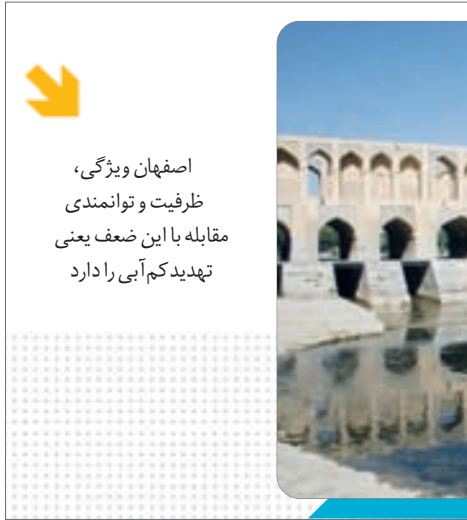 اصفهان ویژگی،
ظرفیت و توانمندی
مقابله با این ضعف یعنی
تهدید کم‌آبی را دارد